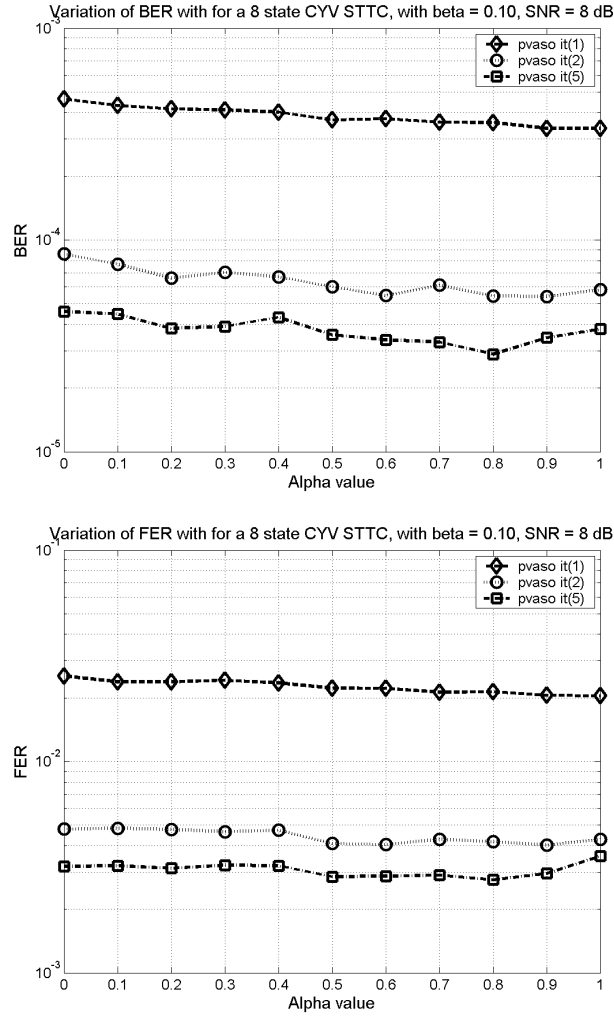 Variation of BER with for a 8 state CYV STTC, with beta = 0.10, SNR = 8 dB
10^-3
pvaso it(1)
pvaso it(2)
pvaso it(5)
BER
10^-4
10^-5
0 0.1 0.2 0.3 0.4 0.5 0.6 0.7 0.8 0.9 1
Alpha value
Variation of FER with for a 8 state CYV STTC, with beta = 0.10, SNR = 8 dB
10^-1
pvaso it(1)
pvaso it(2)
pvaso it(5)
FER
10^-2
10^-3
0 0.1 0.2 0.3 0.4 0.5 0.6 0.7 0.8 0.9 1
Alpha value